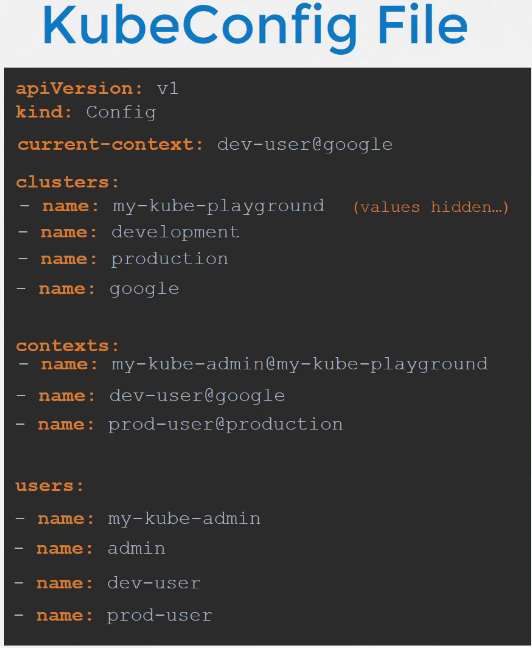 KubeConfig File
apiVersion: v1
kind: Config
current-context: dev-user@google
clusters:
- name: my-kube-playground (values hidden…)
- name: development
- name: production
- name: google
contexts:
- name: my-kube-admin@my-kube-playground
- name: dev-user@google
- name: prod-user@production
users:
- name: my-kube-admin
- name: admin
- name: dev-user
- name: prod-user